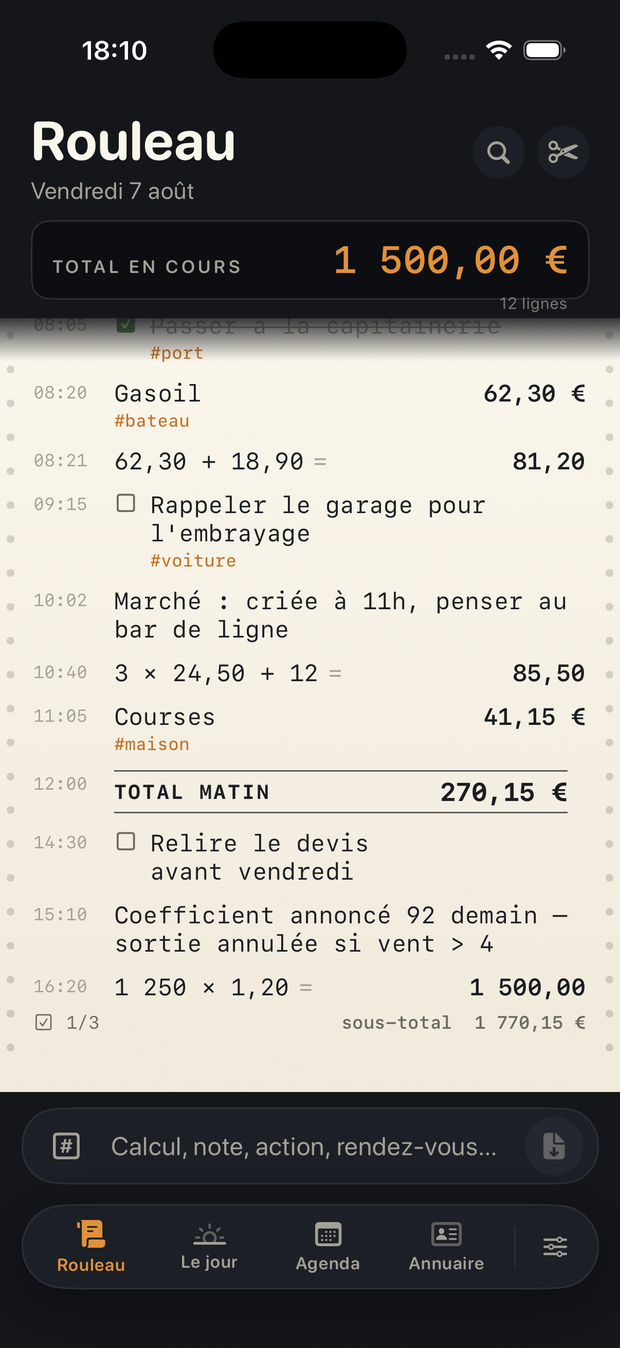 18:10
Rouleau
Vendredi 7 août
TOTAL EN COURS 1 500,00 €
12 lignes
08:05 Passer à la capitainerie
#port
08:20 Gasoil 62,30 €
#bateau
08:21 62,30 + 18,90 = 81,20
09:15 Rappeler le garage pour
l'embrayage
#voiture
10:02 Marché : criée à 11h, penser au
bar de ligne
10:40 3 × 24,50 + 12 = 85,50
11:05 Courses 41,15 €
#maison
12:00 TOTAL MATIN 270,15 €
14:30 Relire le devis
avant vendredi
15:10 Coefficient annoncé 92 demain —
sortie annulée si vent > 4
16:20 1 250 × 1,20 = 1 500,00
1/3 sous-total 1 770,15 €
# Calcul, note, action, rendez-vous...
Rouleau Le jour Agenda Annuaire